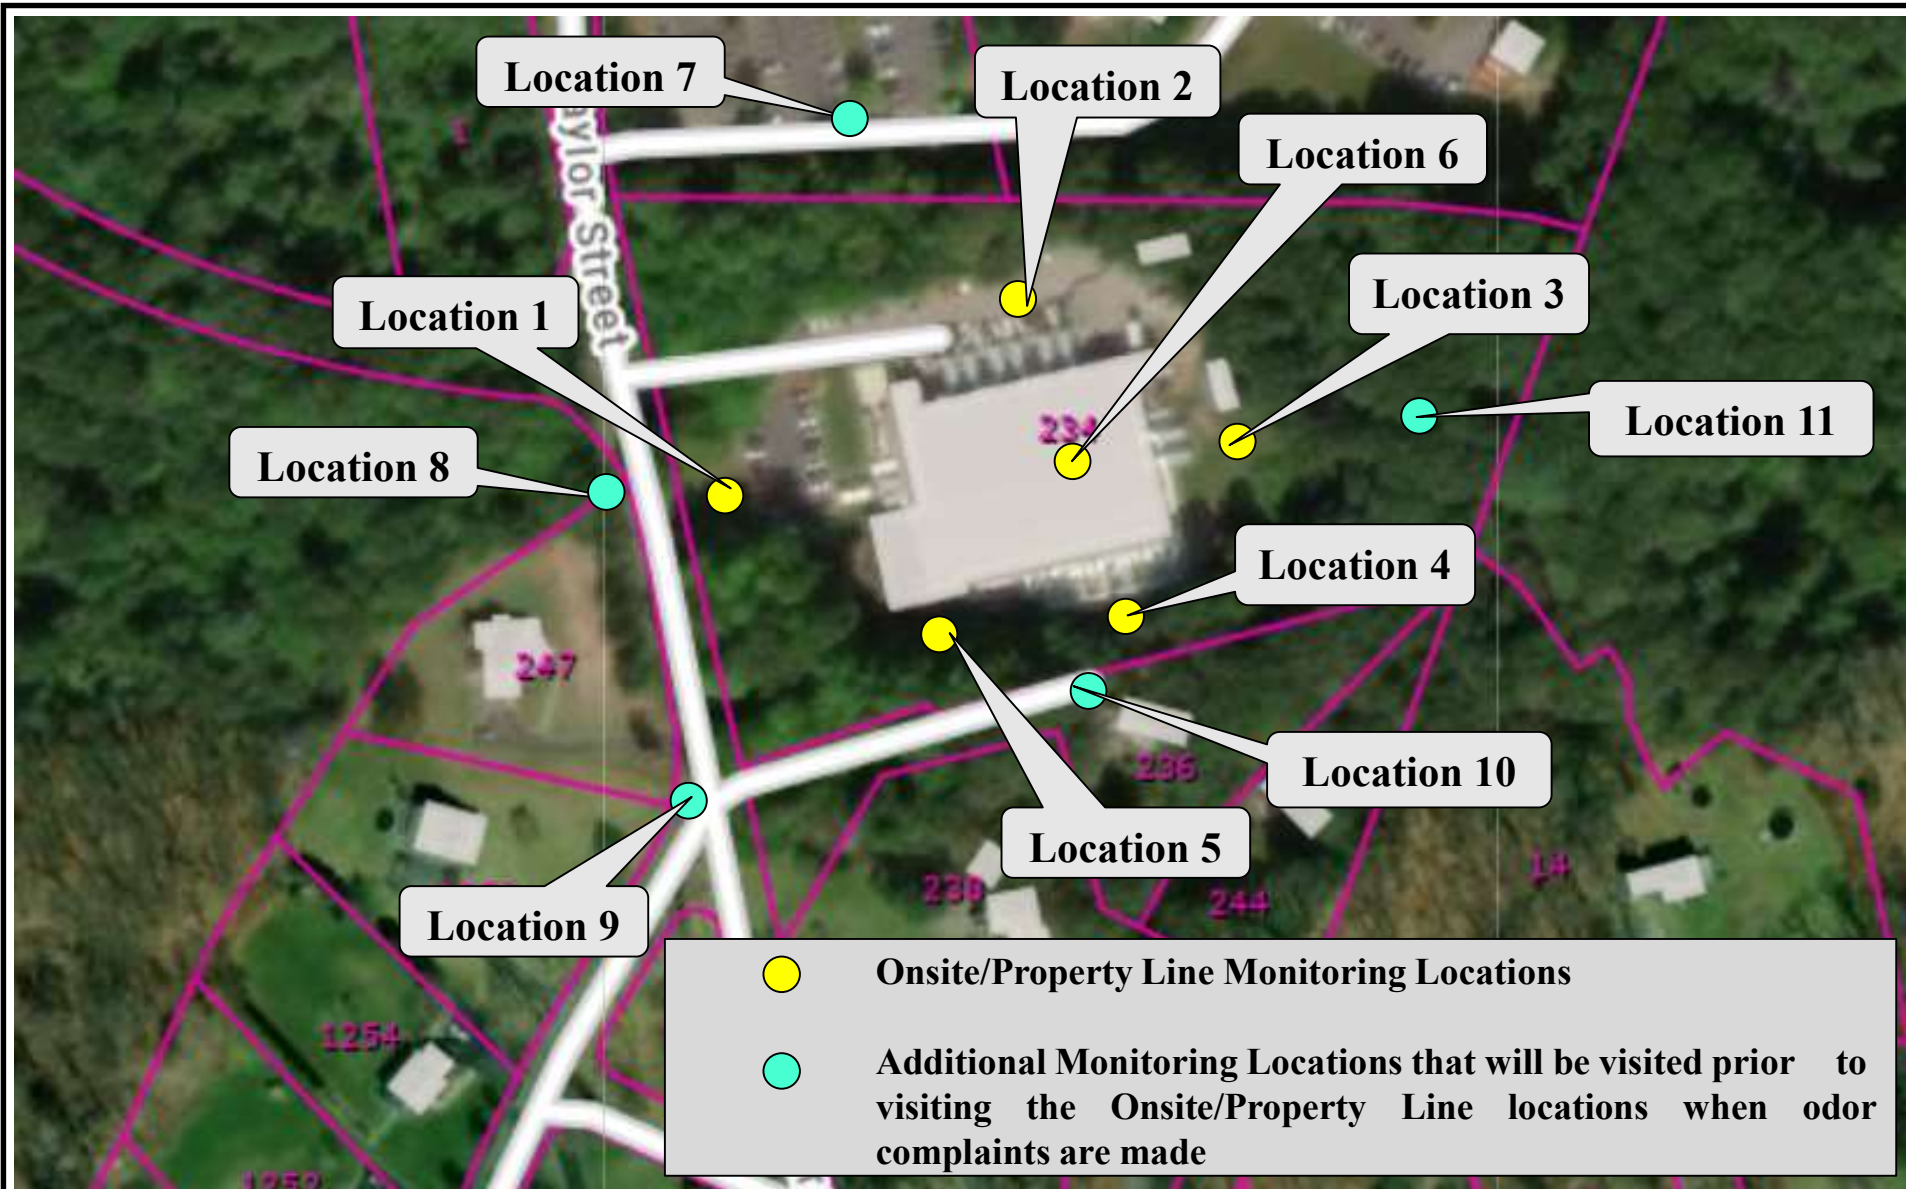 Location 7
Location 2
Location 6
aylor Street
Location 3
Location 1
Location 11
234
Location 8
Location 4
247
Location 10
236
Location 5
14
244
Location 9
1254
Onsite/Property Line Monitoring Locations
Additional Monitoring Locations that will be visited prior to
visiting the Onsite/Property Line locations when odor
complaints are made